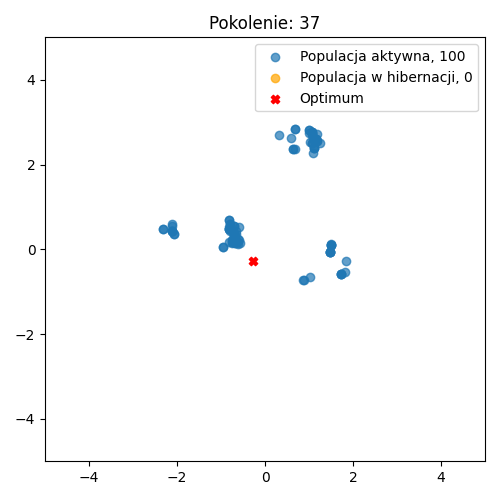 Pokolenie: 37
Populacja aktywna, 100
Populacja w hibernacji, 0
Optimum
4
2
0
−2
−4
−4 −2 0 2 4